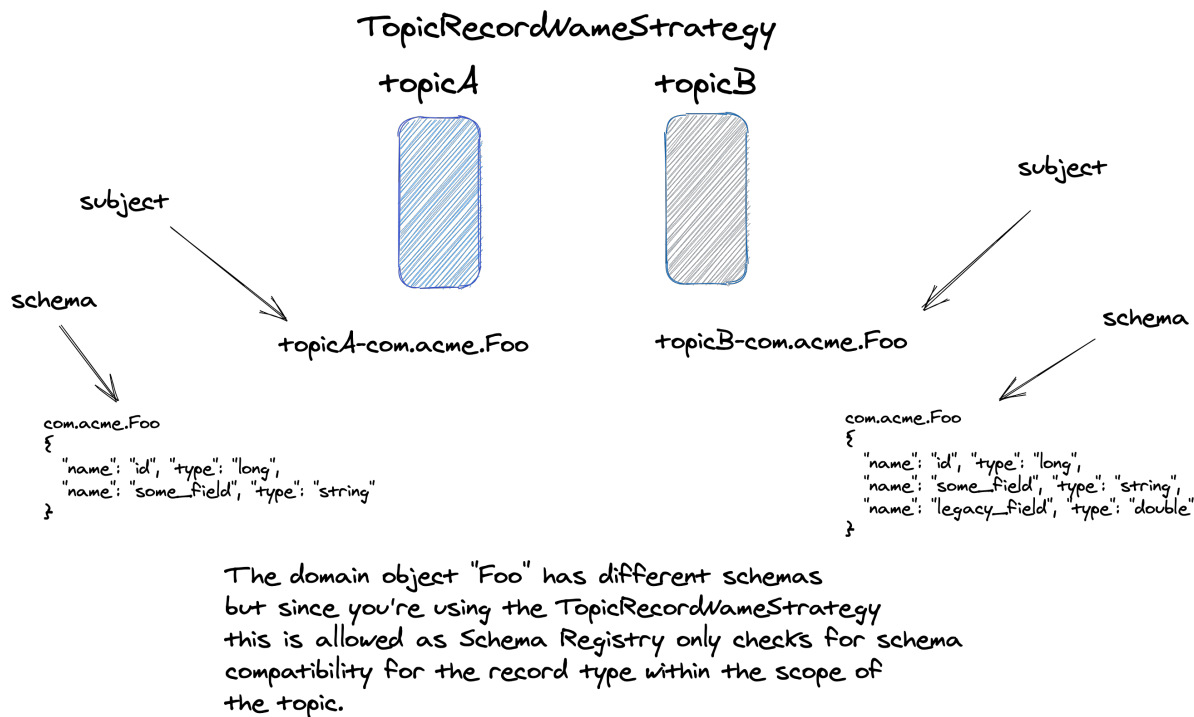 TopicRecordNameStrategy
topicA
topicB
subject
subject
schema
schema
topicA-com.acme.Foo
topicB-com.acme.Foo
com.acme.Foo
{
"name": "id", "type": "long",
"name": "some_field", "type": "string"
}
com.acme.Foo
{
"name": "id", "type": "long",
"name": "some_field", "type": "string",
"name": "legacy_field", "type": "double"
}
The domain object "Foo" has different schemas
but since you're using the TopicRecordNameStrategy
this is allowed as Schema Registry only checks for schema
compatibility for the record type within the scope of
the topic.